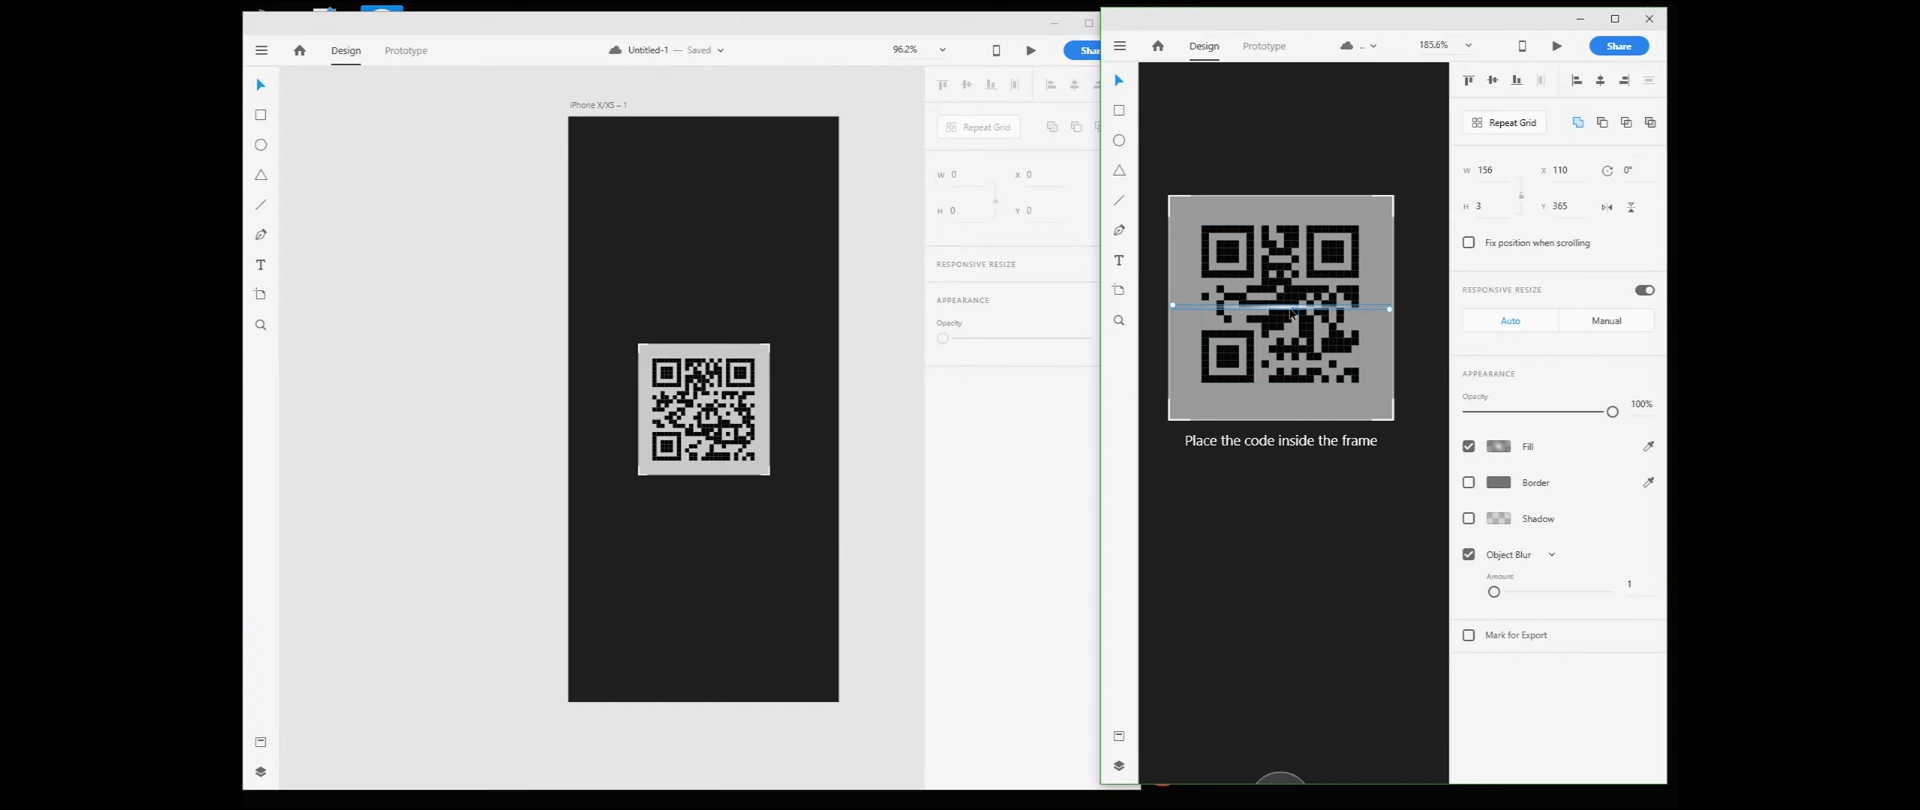 Design
Prototype
Untitled-1 — Saved
96.2%
Shar
iPhone X/XS – 1
Repeat Grid
W 0
X 0
H 0
Y 0
RESPONSIVE RESIZE
APPEARANCE
Opacity
Design
Prototype
..
185.6%
Share
Place the code inside the frame
Repeat Grid
W 156
X 110
0°
H 3
Y 365
Fix position when scrolling
RESPONSIVE RESIZE
Auto
Manual
APPEARANCE
Opacity
100%
Fill
Border
Shadow
Object Blur
Amount
1
Mark for Export